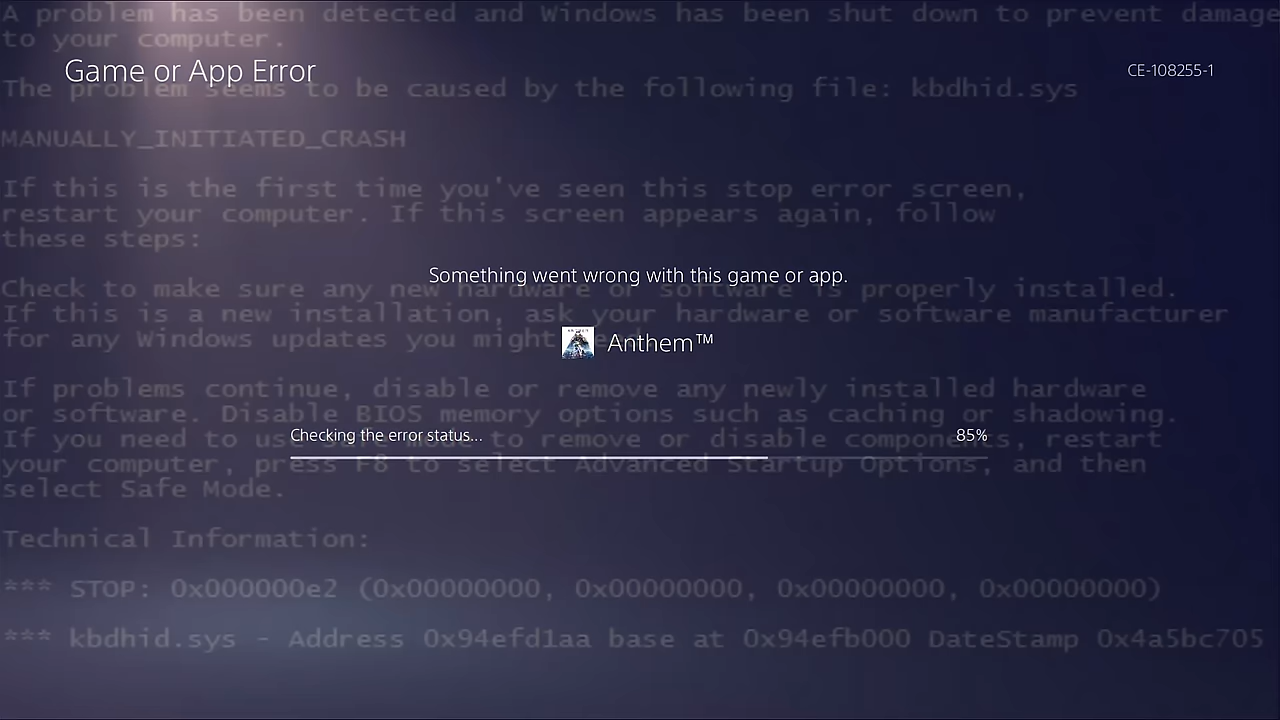 A problem has been detected and Windows has been shut down to prevent damage
to your computer.
Game or App Error
CE-108255-1
The problem seems to be caused by the following file: kbdhid.sys
MANUALLY_INITIATED_CRASH
If this is the first time you've seen this stop error screen,
restart your computer. If this screen appears again, follow
these steps:
Something went wrong with this game or app.
Check to make sure any new hardware or software is properly installed.
If this is a new installation, ask your hardware or software manufacturer
for any Windows updates you might
Anthem™
If problems continue, disable or remove any newly installed hardware
or software. Disable BIOS memory options such as caching or shadowing.
Checking the error status...
85%
If you need to us to remove or disable components, restart
your computer, press F8 to select Advanced Startup Options, and then
select Safe Mode.
Technical Information:
*** STOP: 0x000000e2 (0x00000000, 0x00000000, 0x00000000, 0x00000000)
*** kbdhid.sys - Address 0x94efd1aa base at 0x94efb000 DateStamp 0x4a5bc705